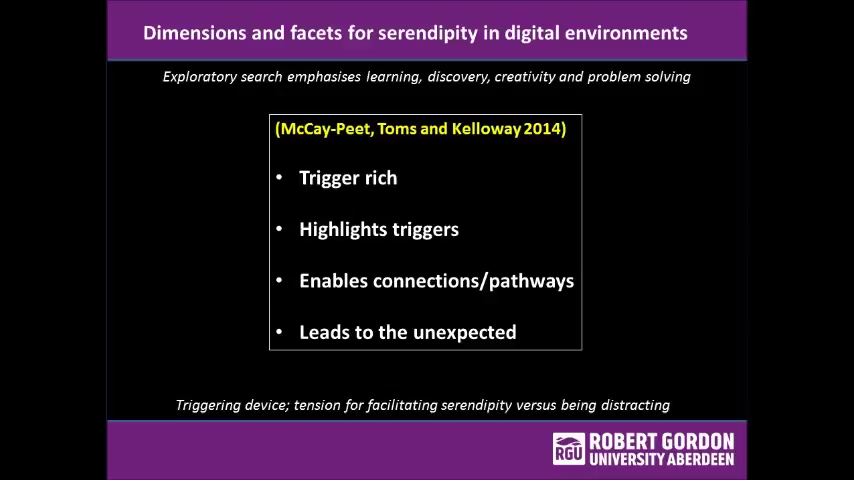 Dimensions and facets for serendipity in digital environments
Exploratory search emphasises learning, discovery, creativity and problem solving
(McCay-Peet, Toms and Kelloway 2014)
• Trigger rich
• Highlights triggers
• Enables connections/pathways
• Leads to the unexpected
Triggering device; tension for facilitating serendipity versus being distracting
RGU ROBERT GORDON
UNIVERSITY ABERDEEN